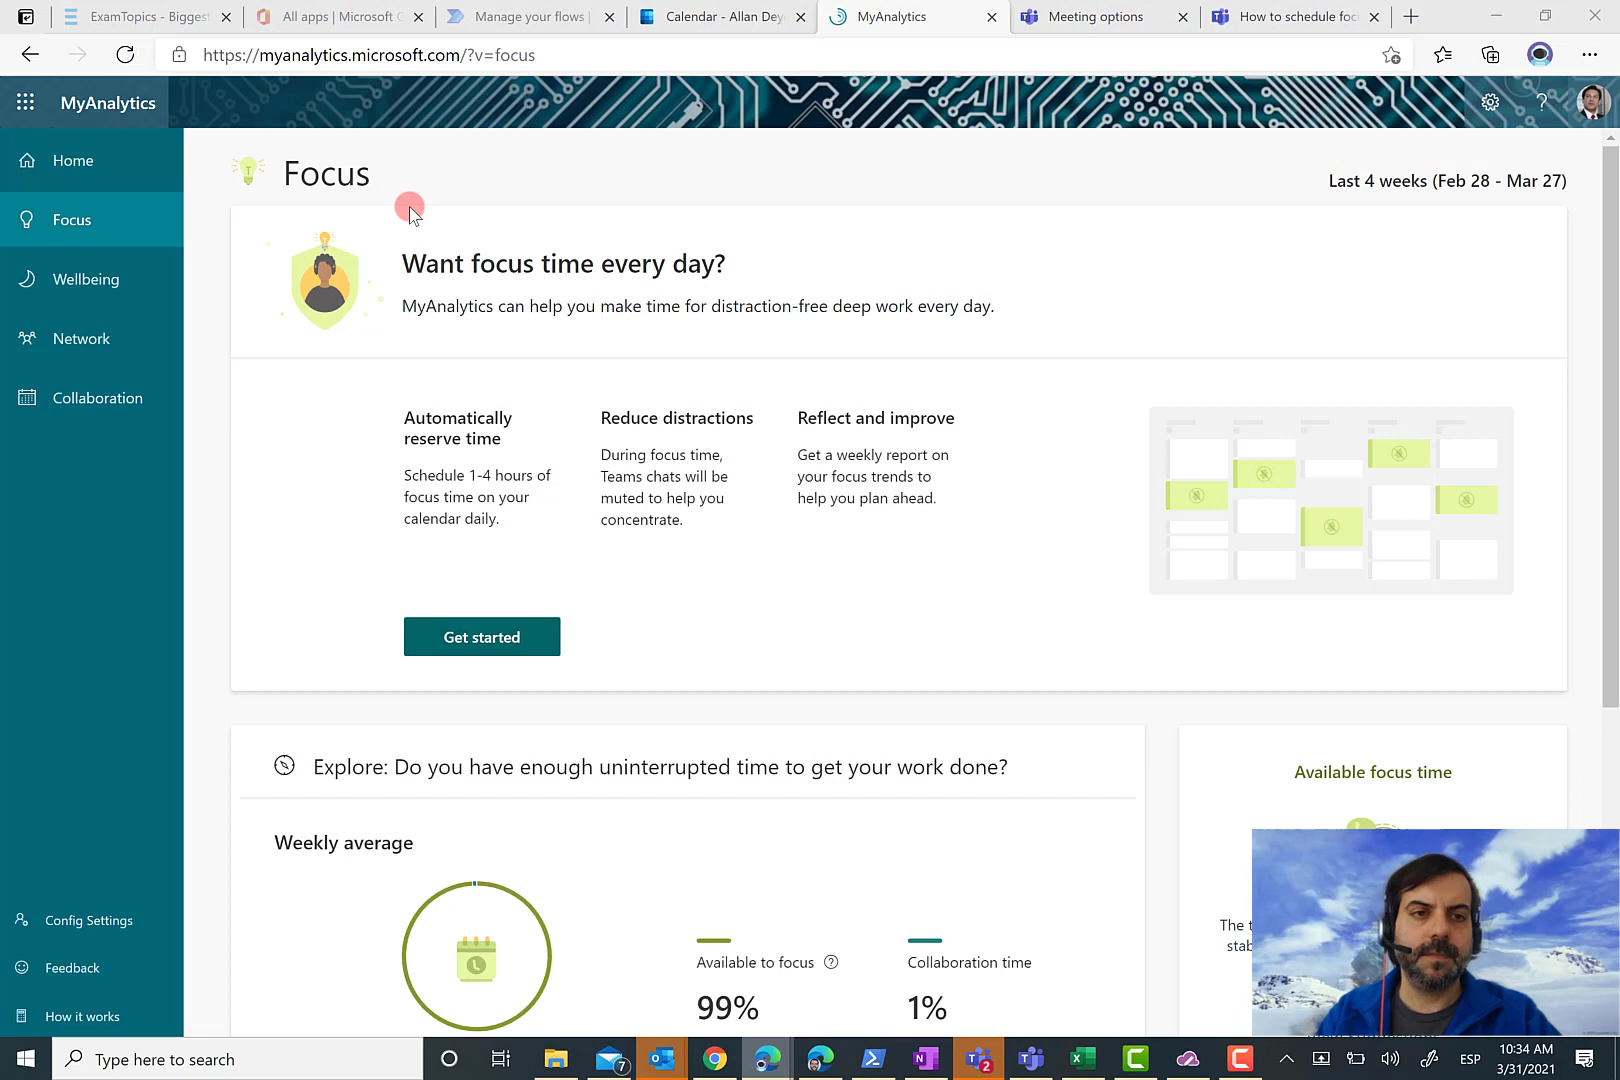 ExamTopics - Biggest
All apps | Microsoft
Manage your flows |
Calendar - Allan De
MyAnalytics
Meeting options
How to schedule foc
https://myanalytics.microsoft.com/?v=focus
MyAnalytics
?
Home
Focus
Wellbeing
Network
Collaboration
Config Settings
Feedback
How it works
Focus
Last 4 weeks (Feb 28 - Mar 27)
Want focus time every day?
MyAnalytics can help you make time for distraction-free deep work every day.
Automatically
reserve time
Schedule 1-4 hours of
focus time on your
calendar daily.
Reduce distractions
During focus time,
Teams chats will be
muted to help you
concentrate.
Reflect and improve
Get a weekly report on
your focus trends to
help you plan ahead.
Get started
Explore: Do you have enough uninterrupted time to get your work done?
Weekly average
Available to focus ?
99%
Collaboration time
1%
Available focus time
The
stab
Type here to search
7
2
ESP
10:34 AM
3/31/2021